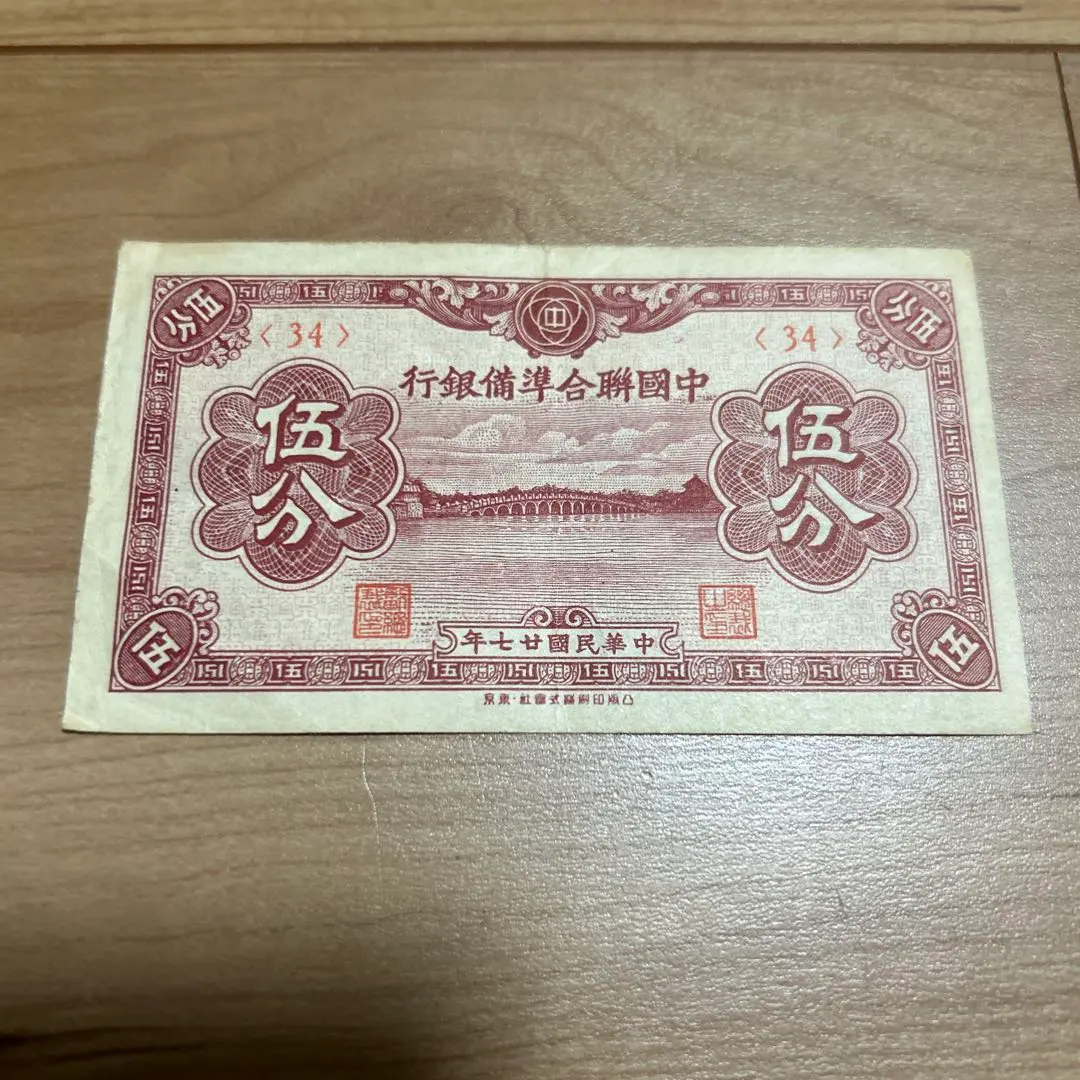 中
伍分
伍分
〈 34 〉
〈 34 〉
中國聯合準備銀行
伍分
伍分
中華民國廿七年
伍
伍
凸版印刷株式會社・東京